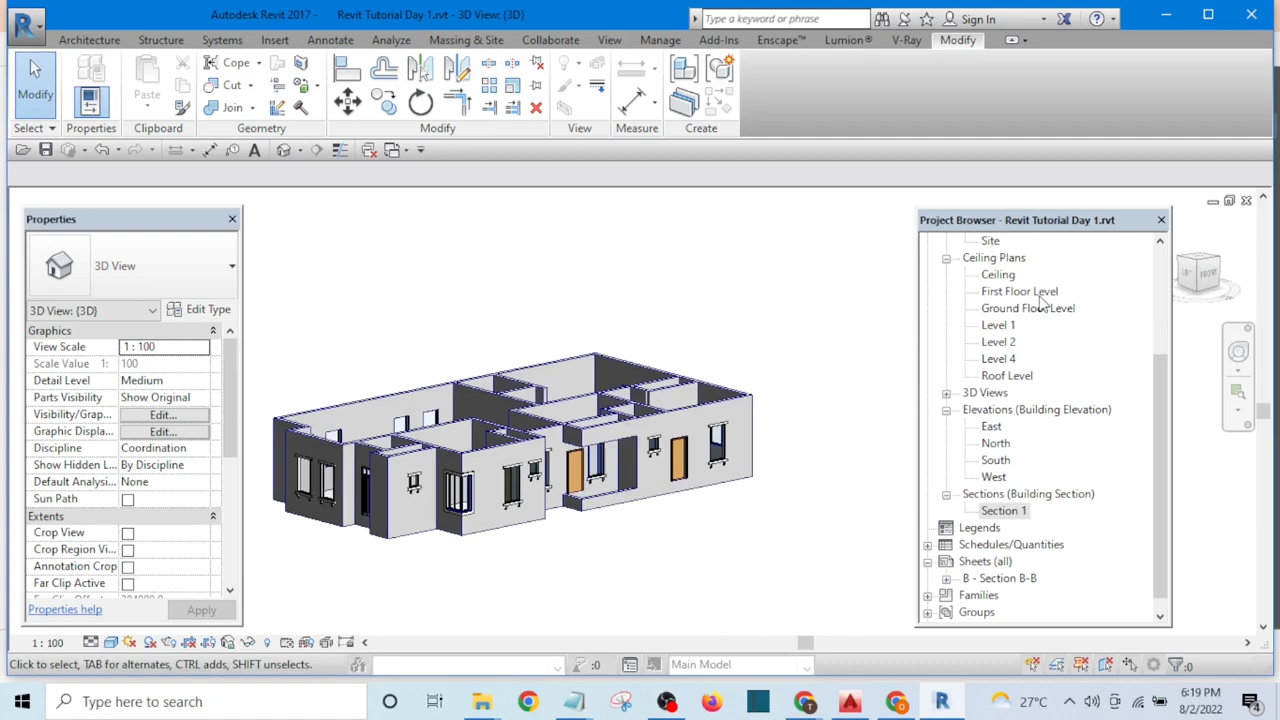 Autodesk Revit 2017 - Revit Tutorial Day 1.rvt - 3D View: {3D}
Type a keyword or phrase
Sign In
Architecture Structure Systems Insert Annotate Analyze Massing & Site Collaborate View Manage Add-Ins Enscape™ Lumion® V-Ray Modify
Modify
Paste
Cope
Cut
Join
Select Properties Clipboard Geometry Modify View Measure Create
Properties
3D View
3D View: {3D}
Edit Type
Graphics
View Scale 1 : 100
Scale Value 1: 100
Detail Level Medium
Parts Visibility Show Original
Visibility/Grap... Edit...
Graphic Displa... Edit...
Discipline Coordination
Show Hidden L... By Discipline
Default Analysi... None
Sun Path
Extents
Crop View
Crop Region Vi...
Annotation Crop
Far Clip Active
Properties help
Apply
Project Browser - Revit Tutorial Day 1.rvt
Site
Ceiling Plans
Ceiling
First Floor Level
Ground Floor Level
Level 1
Level 2
Level 4
Roof Level
3D Views
Elevations (Building Elevation)
East
North
South
West
Sections (Building Section)
Section 1
Legends
Schedules/Quantities
Sheets (all)
B - Section B-B
Families
Groups
FRONT
1 : 100
Click to select, TAB for alternates, CTRL adds, SHIFT unselects.
:0
Main Model
:0
Type here to search
27°C
6:19 PM
8/2/2022
4